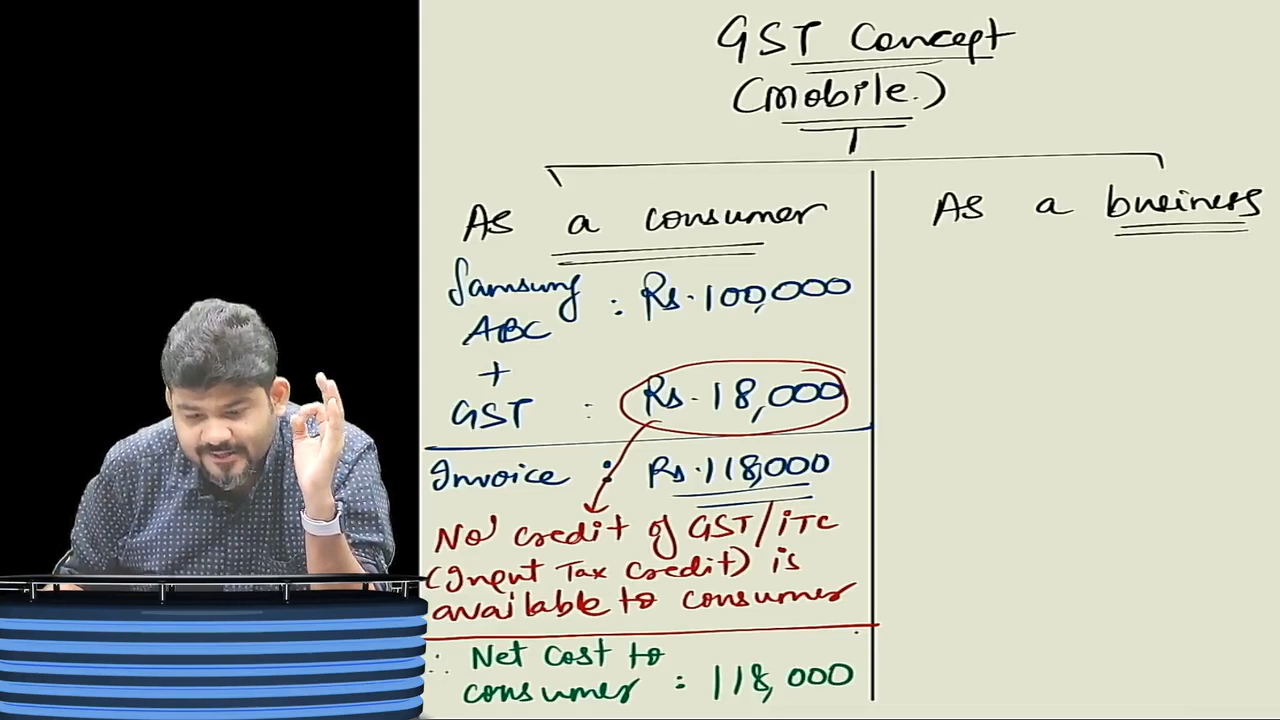 GST Concept
(Mobile.)
As a consumer
Samsung : Rs. 100,000
ABC
+
GST : Rs. 18,000
Invoice : Rs. 118,000
No credit of GST/ITC
(Input Tax Credit) is
available to consumer
∴ Net Cost to
consumer : 118,000
As a business